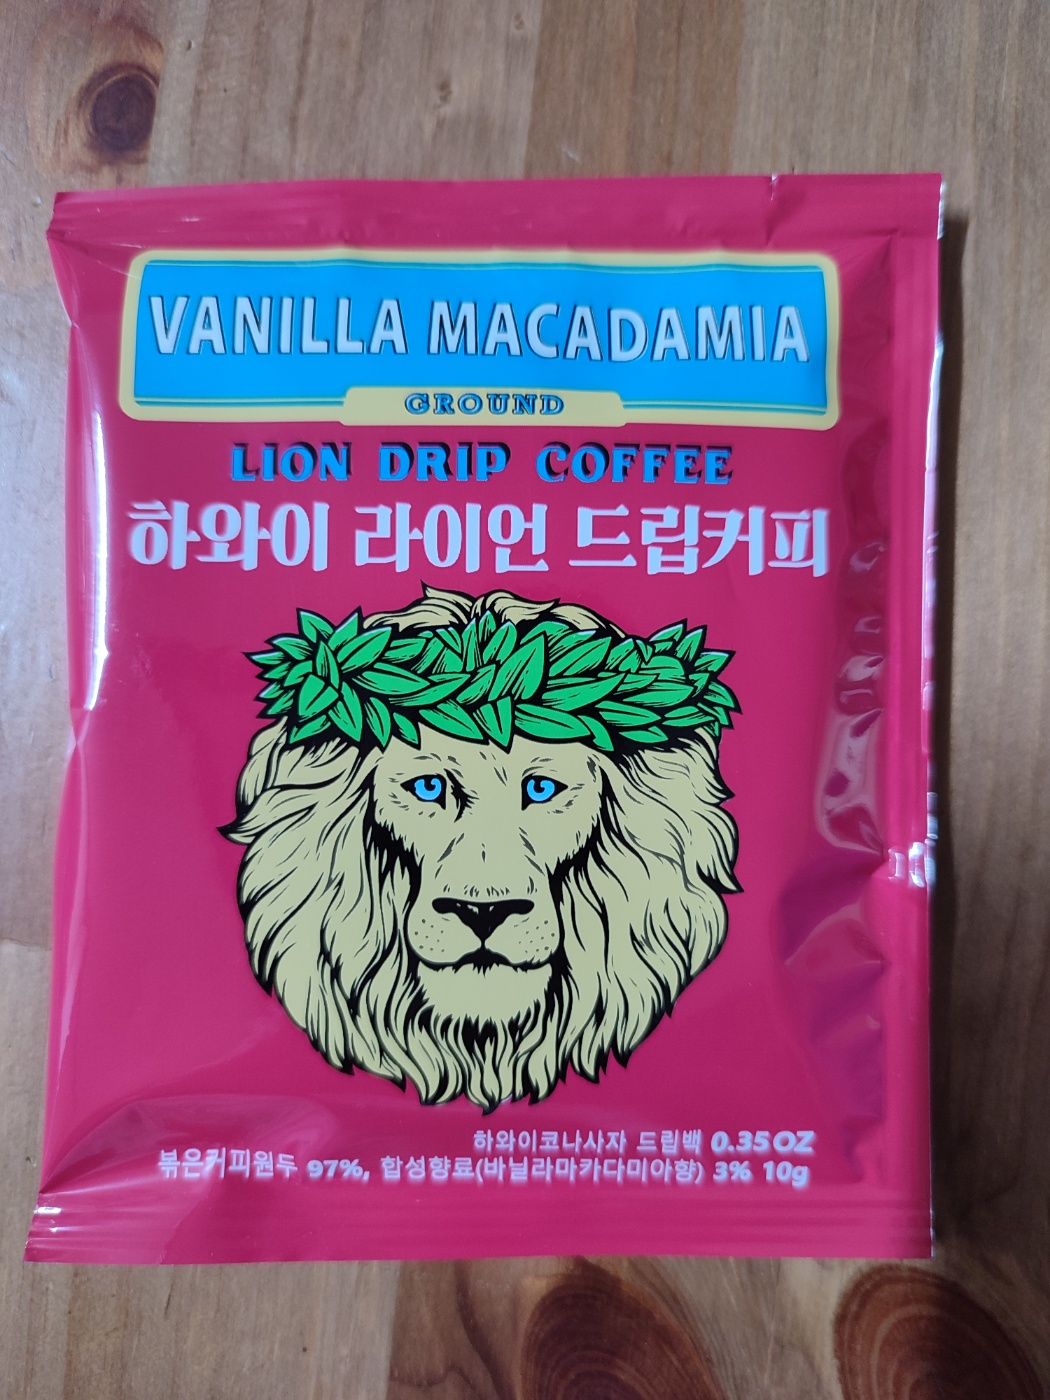 VANILLA MACADAMIA
GROUND
LION DRIP COFFEE
하와이 라이언 드립커피
하와이코나사자 드립백 0.35OZ
볶은커피원두 97%, 합성향료(바닐라마카다미아향) 3% 10g